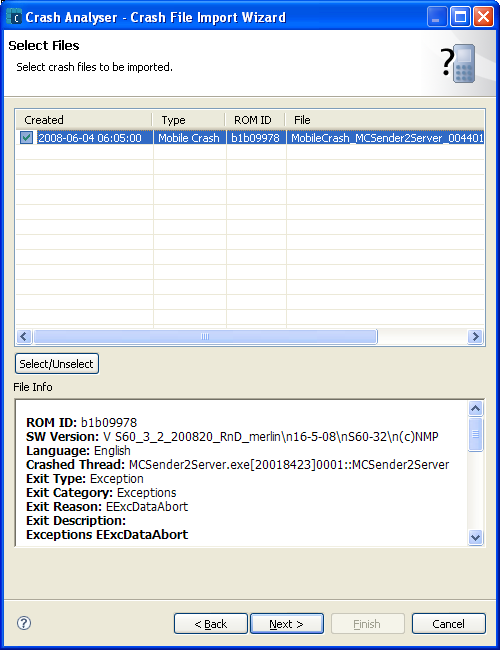 Crash Analyser - Crash File Import Wizard
Select Files
Select crash files to be imported.
?
Created Type ROM ID File
2008-06-04 06:05:00 Mobile Crash b1b09978 MobileCrash_MCSender2Server_004401
Select/Unselect
File Info
ROM ID: b1b09978
SW Version: V S60_3_2_200820_RnD_merlin\n16-5-08\nS60-32\n(c)NMP
Language: English
Crashed Thread: MCSender2Server.exe[20018423]0001::MCSender2Server
Exit Type: Exception
Exit Category: Exceptions
Exit Reason: EExcDataAbort
Exit Description:
Exceptions EExcDataAbort
? < Back Next > Finish Cancel